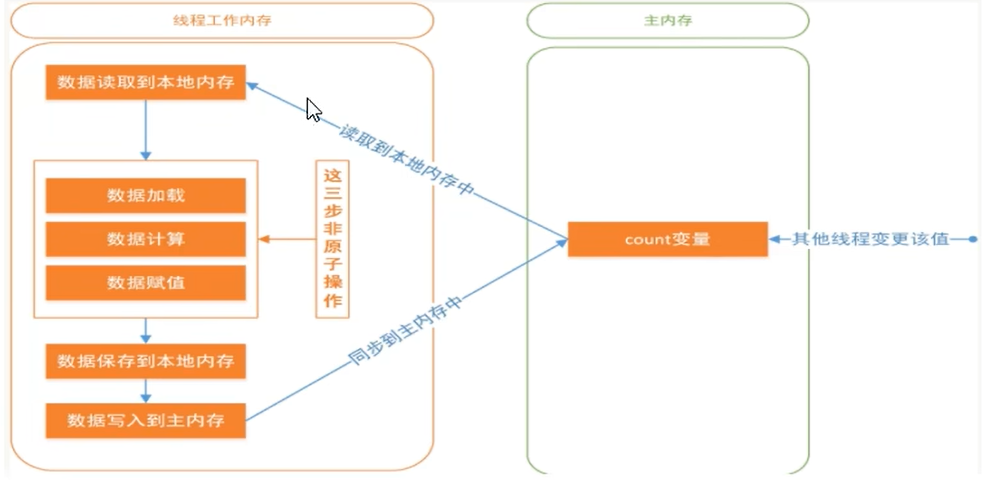 线程工作内存
主内存
数据读取到本地内存
读取到本地内存中
数据加载
数据计算
数据赋值
这三步非原子操作
count变量
其他线程变更该值
数据保存到本地内存
同步到主内存中
数据写入到主内存